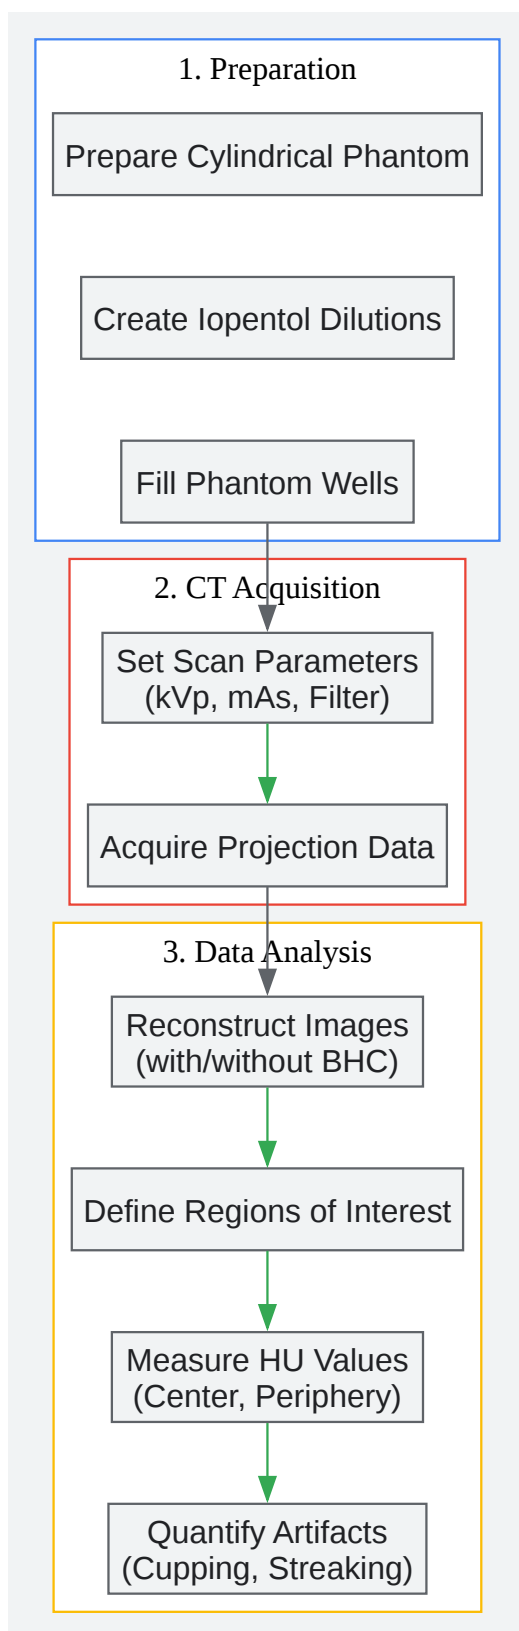 1. Preparation
Prepare Cylindrical Phantom
Create Iopentol Dilutions
Fill Phantom Wells
2. CT Acquisition
Set Scan Parameters
(kVp, mAs, Filter)
Acquire Projection Data
3. Data Analysis
Reconstruct Images
(with/without BHC)
Define Regions of Interest
Measure HU Values
(Center, Periphery)
Quantify Artifacts
(Cupping, Streaking)